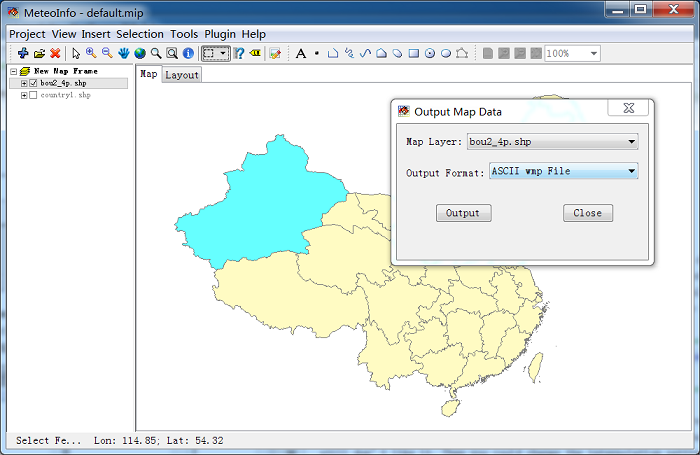 MeteoInfo - default.mip
Project View Insert Selection Tools Plugin Help
A 100%
New Map Frame
bou2_4p.shp
country1.shp
Map Layout
Output Map Data
Map Layer: bou2_4p.shp
Output Format: ASCII wmp File
Output Close
Select Fe... Lon: 114.85; Lat: 54.32